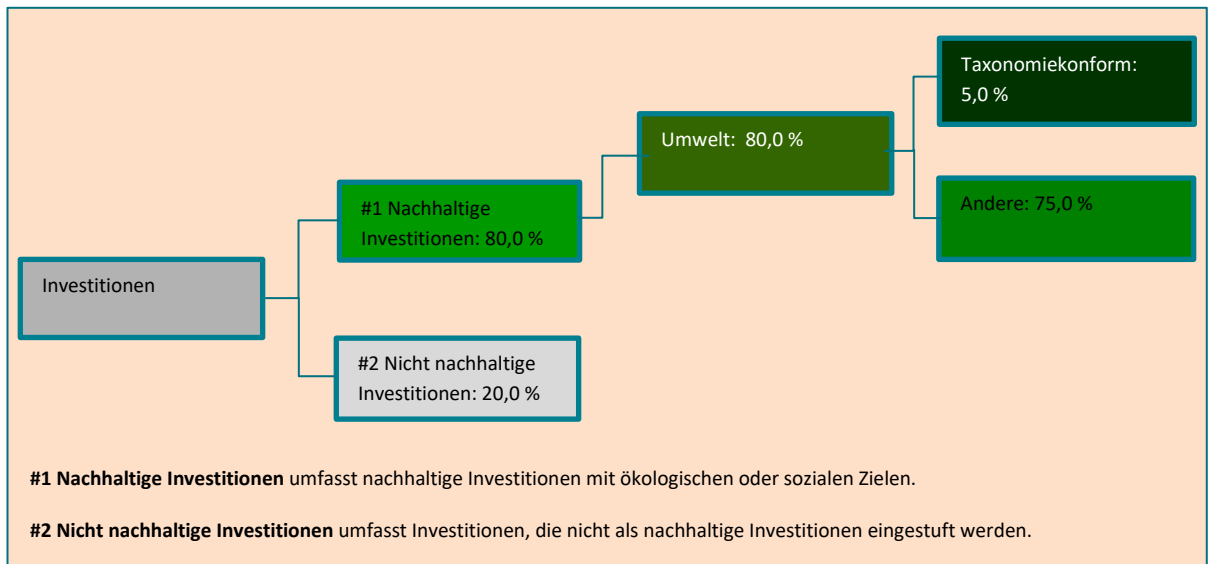 Taxonomiekonform:
5,0 %
Umwelt: 80,0 %
Andere: 75,0 %
#1 Nachhaltige
Investitionen: 80,0 %
Investitionen
#2 Nicht nachhaltige
Investitionen: 20,0 %
#1 Nachhaltige Investitionen umfasst nachhaltige Investitionen mit ökologischen oder sozialen Zielen.
#2 Nicht nachhaltige Investitionen umfasst Investitionen, die nicht als nachhaltige Investitionen eingestuft werden.